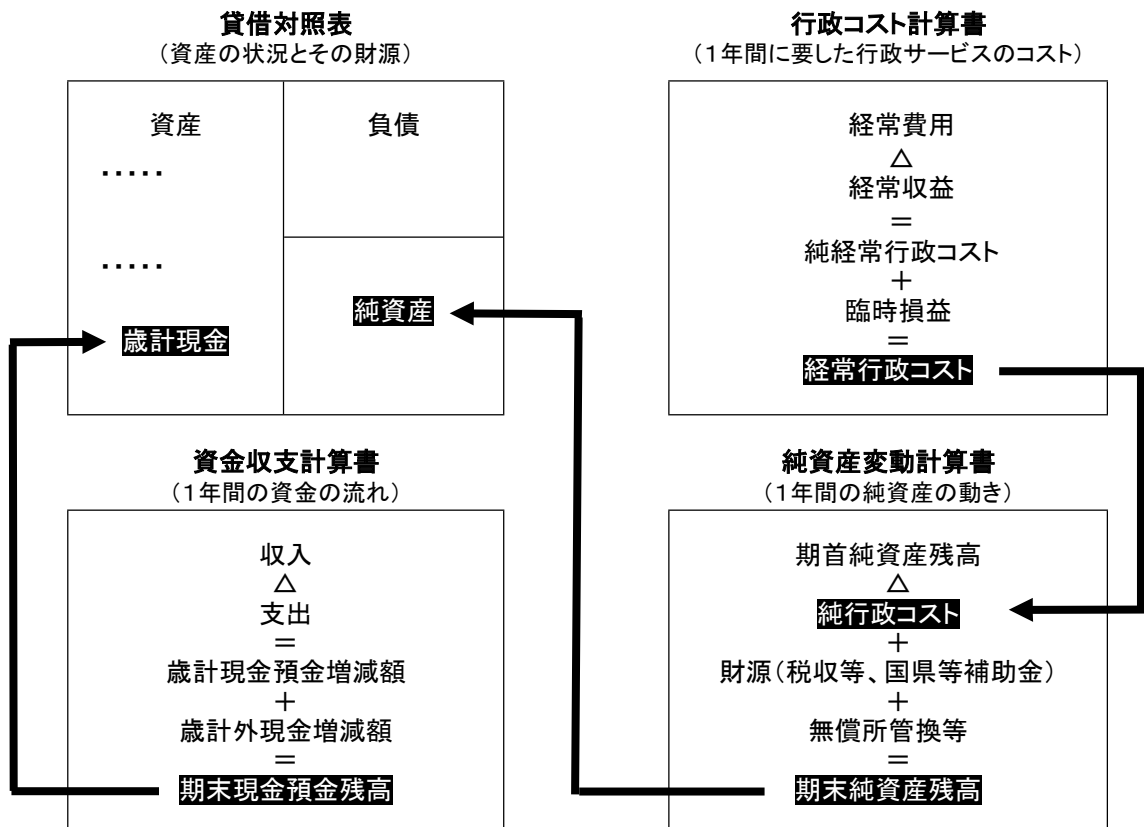 貸借対照表
（資産の状況とその財源）
資産
負債
・・・・・
・・・・・
純資産
歳計現金
行政コスト計算書
（１年間に要した行政サービスのコスト）
経常費用
△
経常収益
＝
純経常行政コスト
＋
臨時損益
＝
経常行政コスト
資金収支計算書
（１年間の資金の流れ）
収入
△
支出
＝
歳計現金預金増減額
＋
歳計外現金増減額
＝
期末現金預金残高
純資産変動計算書
（１年間の純資産の動き）
期首純資産残高
△
純行政コスト
＋
財源（税収等、国県等補助金）
＋
無償所管換等
＝
期末純資産残高